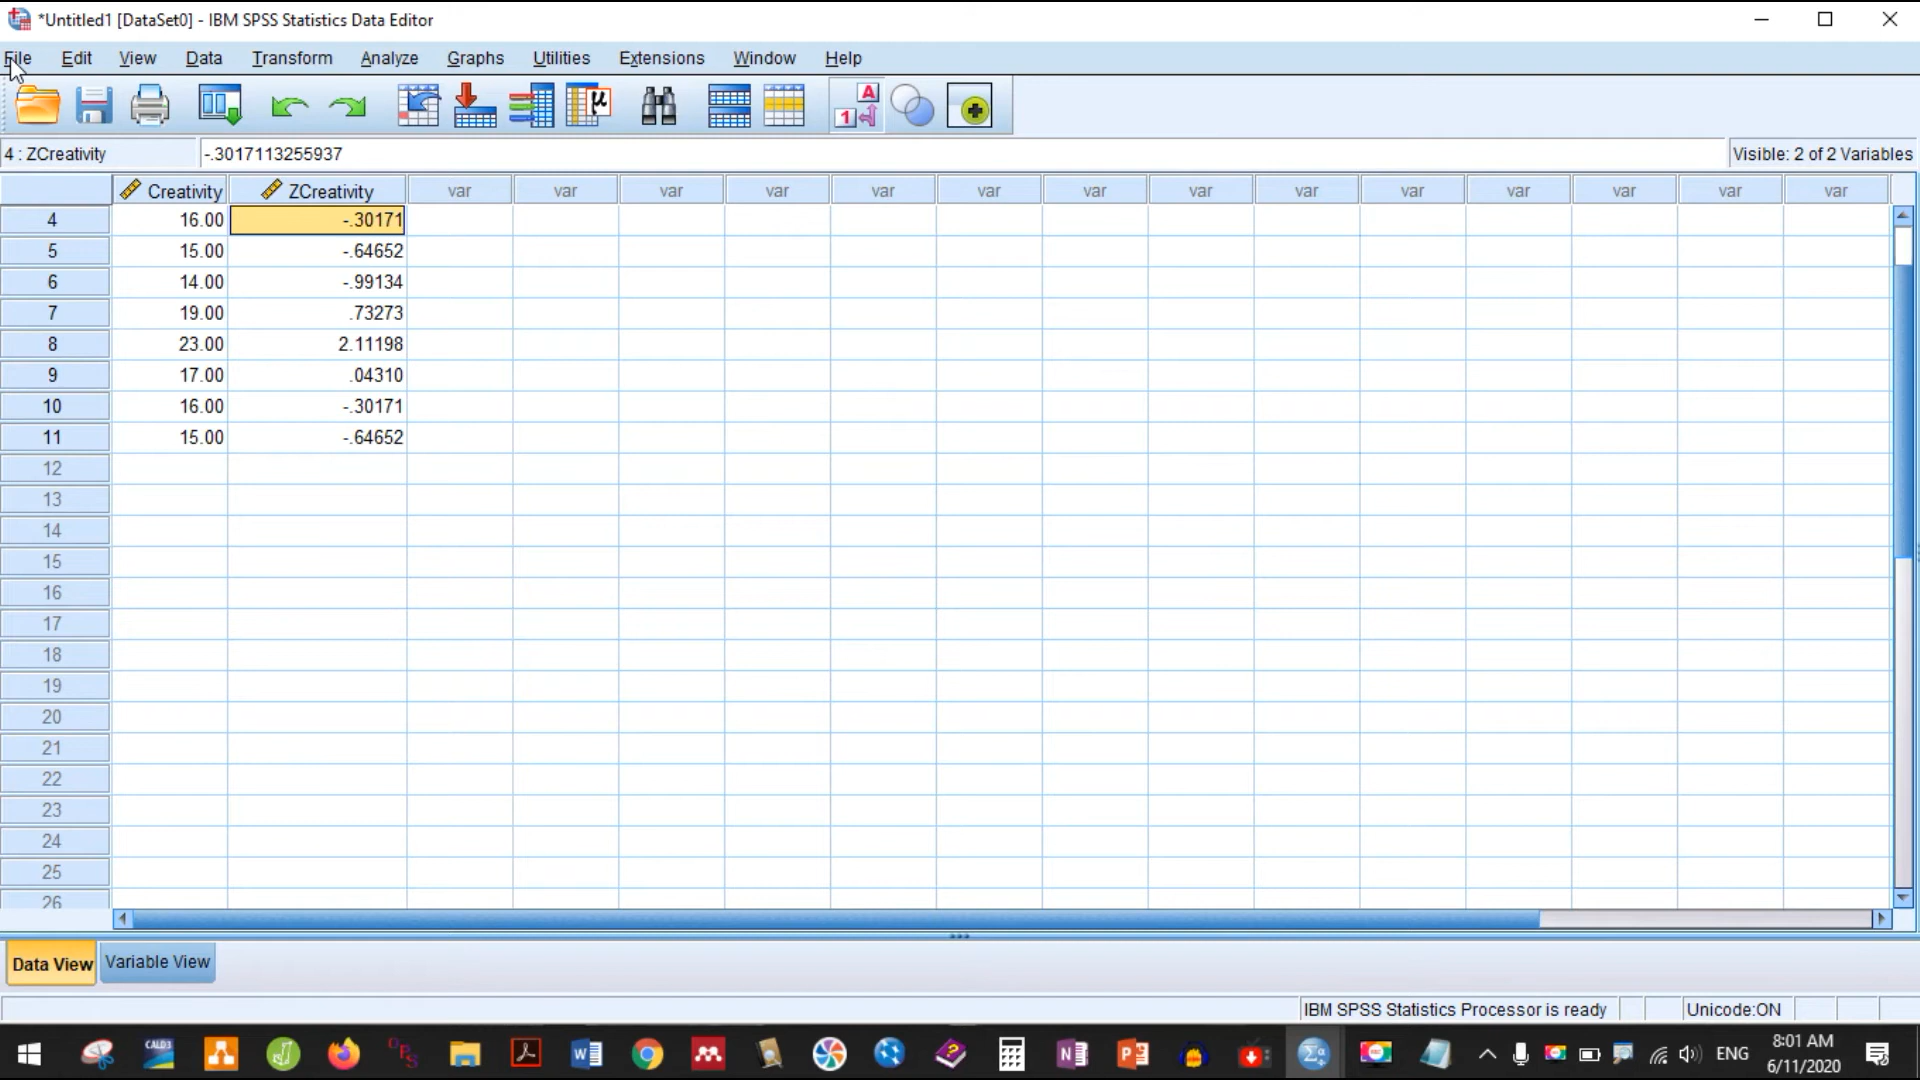 *Untitled1 [DataSet0] - IBM SPSS Statistics Data Editor
File Edit View Data Transform Analyze Graphs Utilities Extensions Window Help
4 : ZCreativity -.3017113255937 Visible: 2 of 2 Variables
Creativity ZCreativity var var var var var var var var var var var var var var
4 16.00 -.30171
5 15.00 -.64652
6 14.00 -.99134
7 19.00 .73273
8 23.00 2.11198
9 17.00 .04310
10 16.00 -.30171
11 15.00 -.64652
12
13
14
15
16
17
18
19
20
21
22
23
24
25
26
Data View Variable View
IBM SPSS Statistics Processor is ready Unicode:ON
CALD3 ENG 8:01 AM
6/11/2020